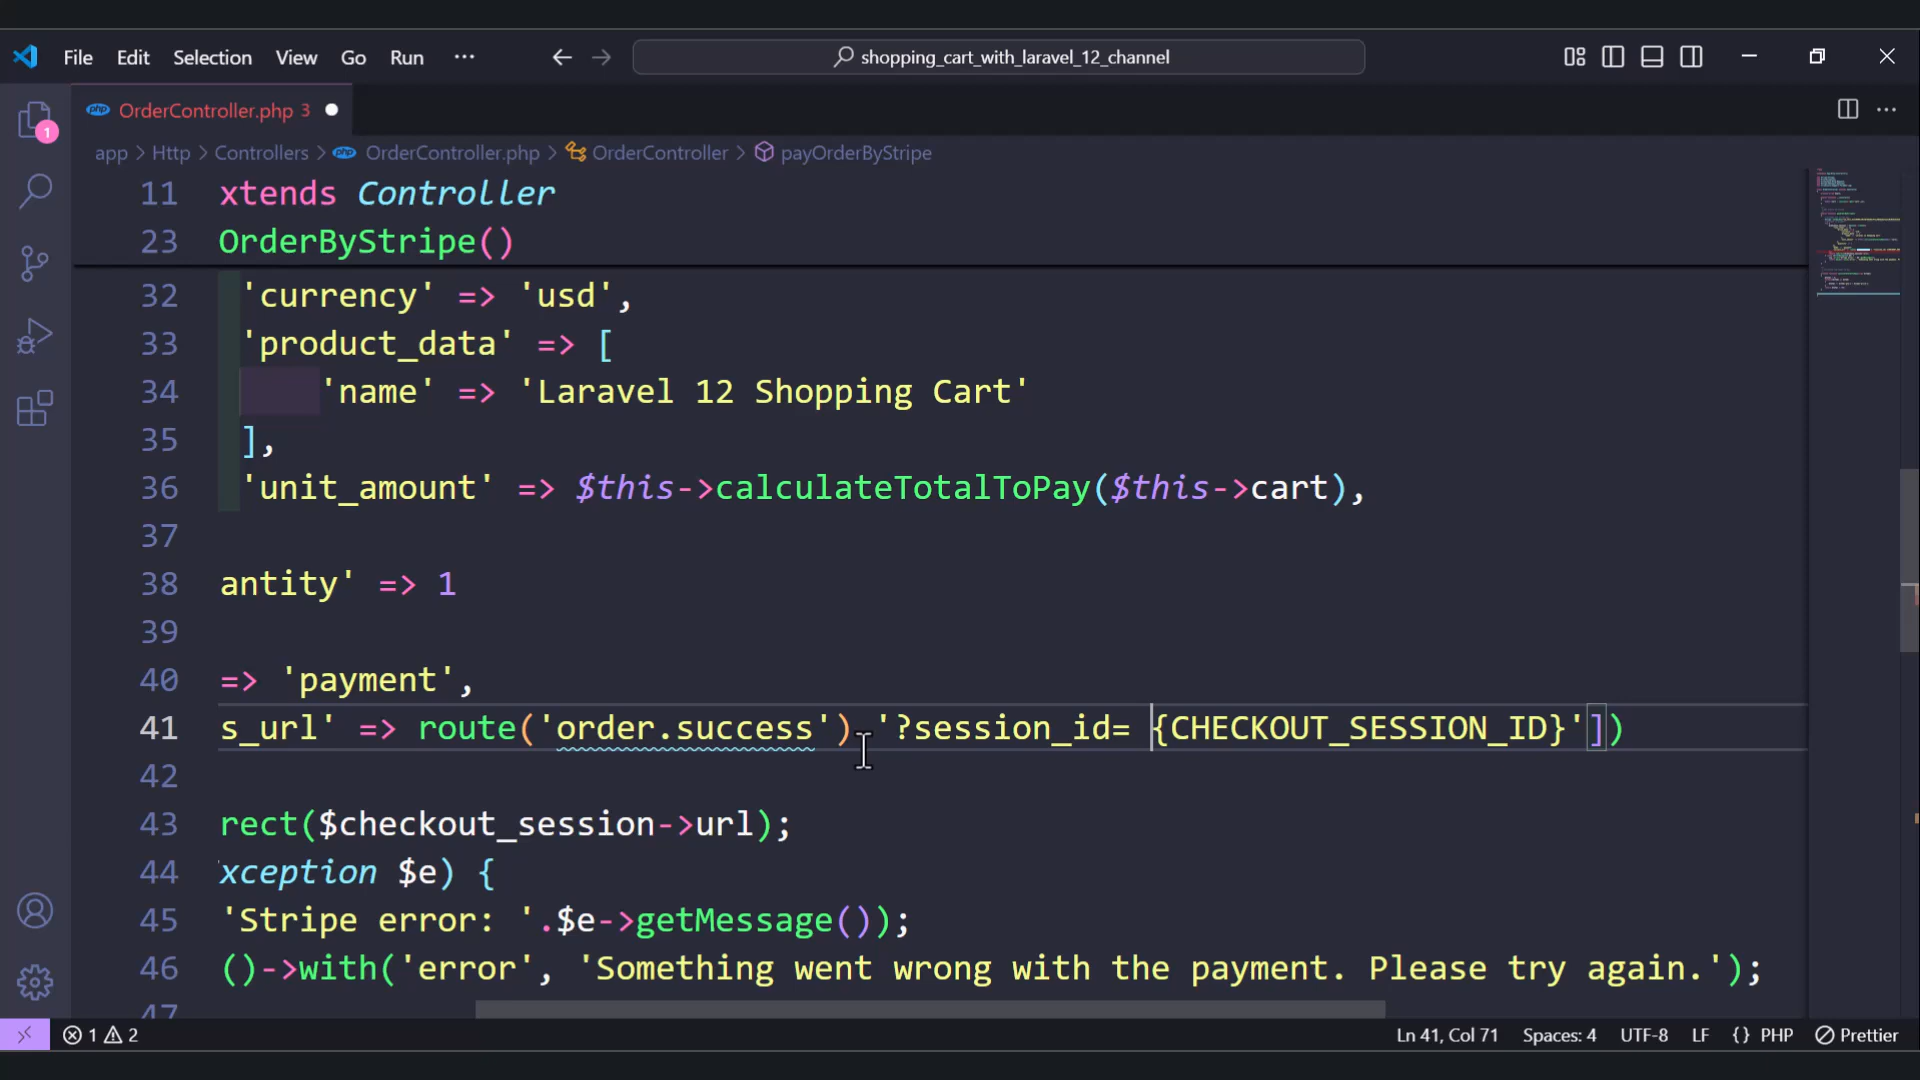 File Edit Selection View Go Run ··· shopping_cart_with_laravel_12_channel
OrderController.php 3
1
app > Http > Controllers > OrderController.php > OrderController > payOrderByStripe
11 xtends Controller
23 OrderByStripe()
32 'currency' => 'usd',
33 'product_data' => [
34 'name' => 'Laravel 12 Shopping Cart'
35 ],
36 'unit_amount' => $this->calculateTotalToPay($this->cart),
37
38 antity' => 1
39
40 => 'payment',
41 s_url' => route('order.success') '?session_id= {CHECKOUT_SESSION_ID}'])
42
43 rect($checkout_session->url);
44 xception $e) {
45 'Stripe error: '.$e->getMessage());
46 ()->with('error', 'Something went wrong with the payment. Please try again.');
47
1 2 Ln 41, Col 71 Spaces: 4 UTF-8 LF {} PHP Prettier